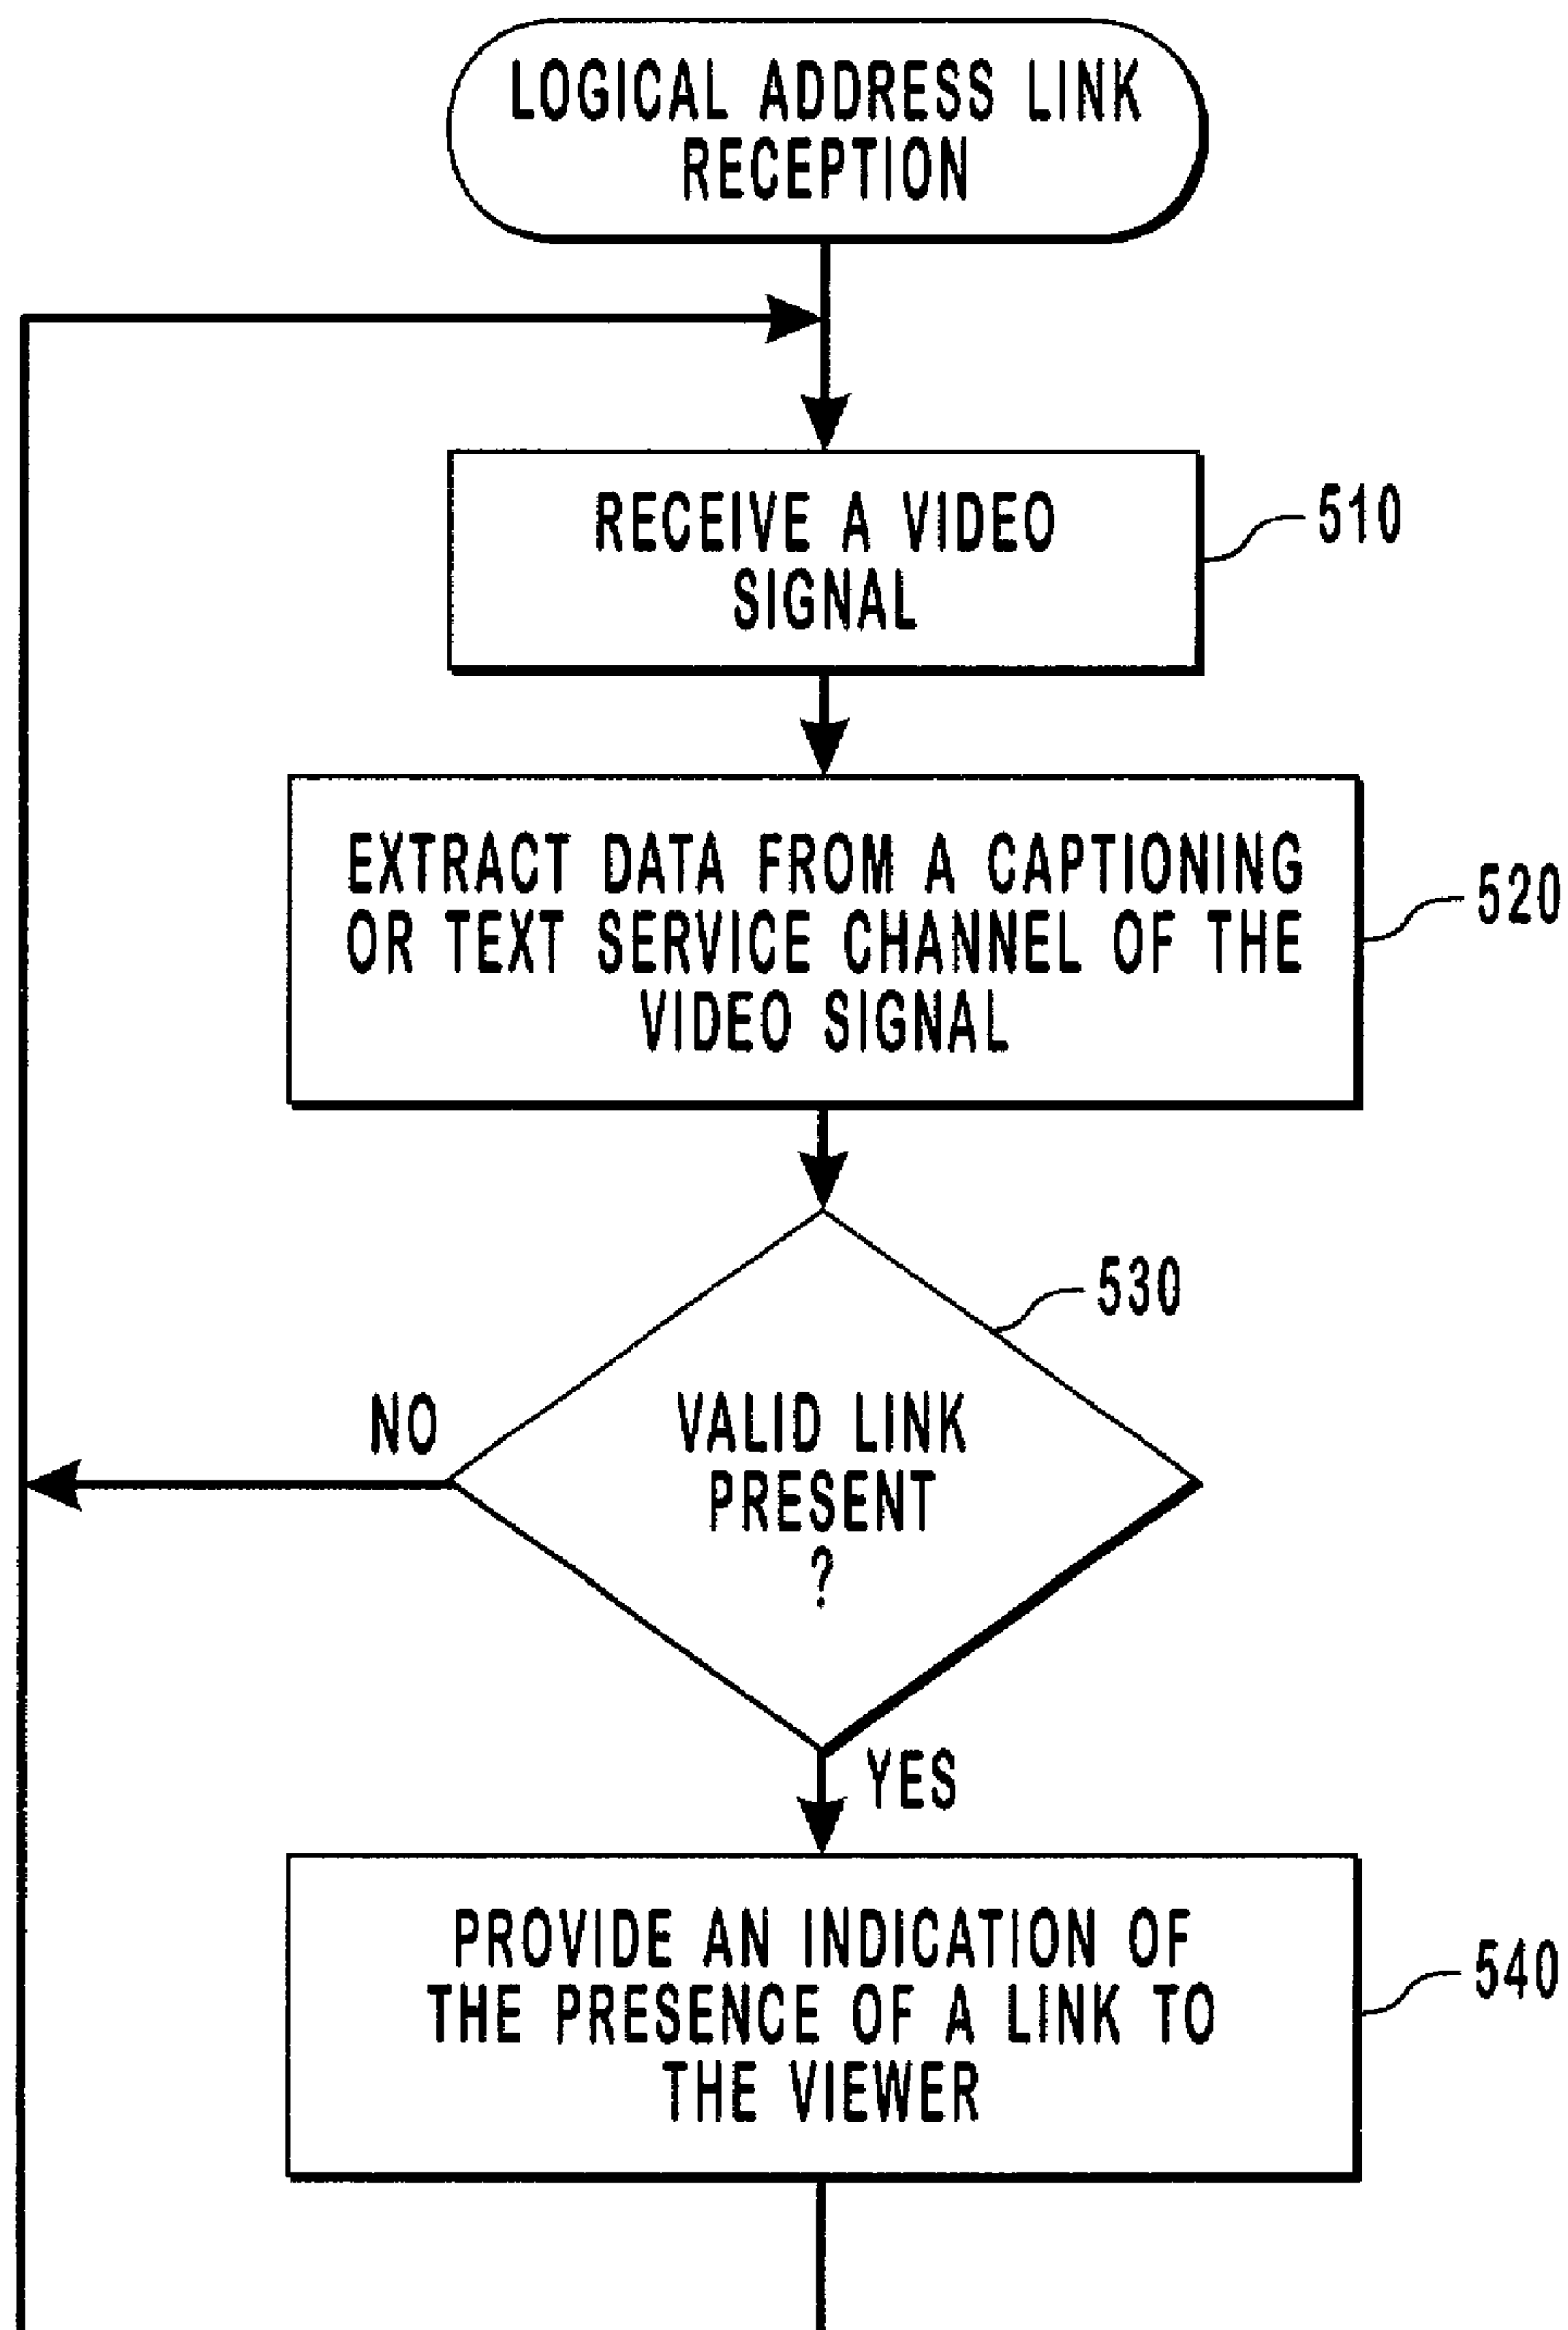 LOGICAL ADDRESS LINK
RECEPTION
RECEIVE A VIDEO
SIGNAL
510
EXTRACT DATA FROM A CAPTIONING
OR TEXT SERVICE CHANNEL OF THE
VIDEO SIGNAL
520
530
NO
VALID LINK
PRESENT
?
YES
PROVIDE AN INDICATION OF
THE PRESENCE OF A LINK TO
THE VIEWER
540